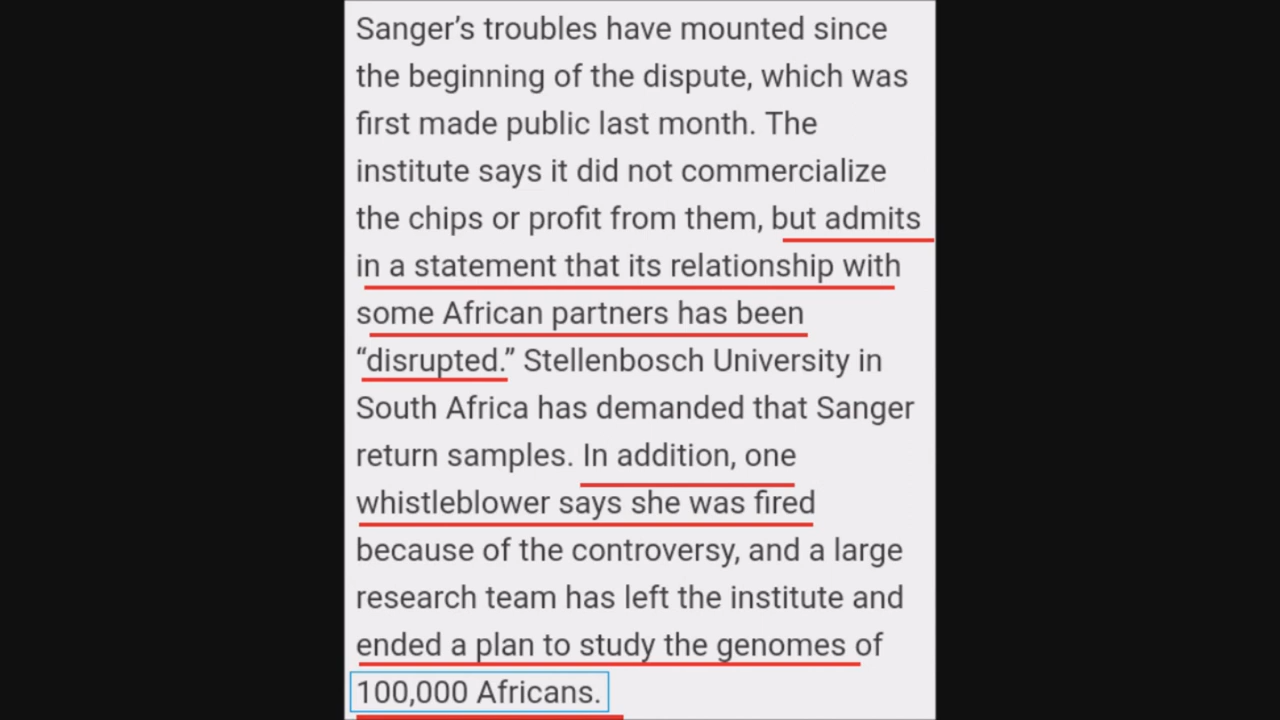 Sanger’s troubles have mounted since
the beginning of the dispute, which was
first made public last month. The
institute says it did not commercialize
the chips or profit from them, but admits
in a statement that its relationship with
some African partners has been
“disrupted.” Stellenbosch University in
South Africa has demanded that Sanger
return samples. In addition, one
whistleblower says she was fired
because of the controversy, and a large
research team has left the institute and
ended a plan to study the genomes of
100,000 Africans.